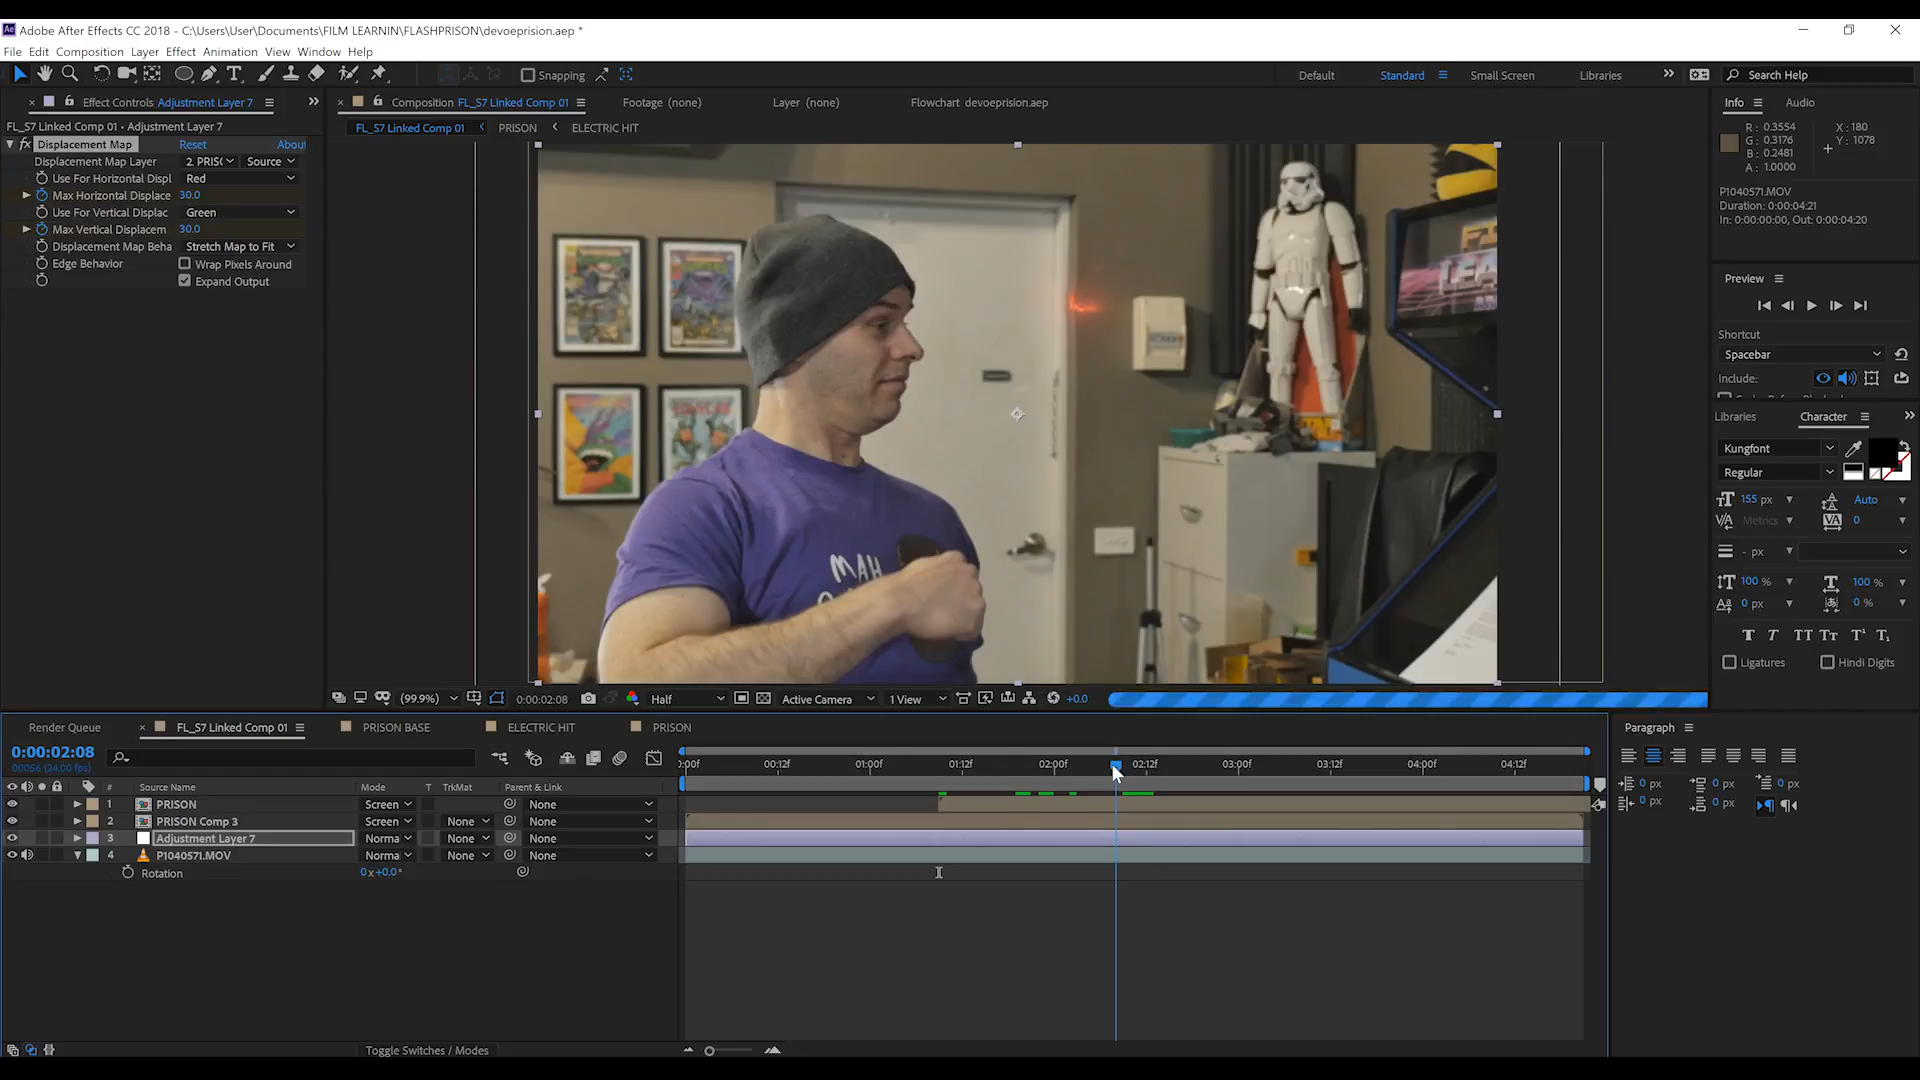 Adobe After Effects CC 2018 - C:\Users\User\Documents\FILM LEARNIN\FLASHPRISON\devoeprision.aep *
File Edit Composition Layer Effect Animation View Window Help
Snapping
Default Standard Small Screen Libraries Search Help
Effect Controls Adjustment Layer 7
Composition FL_S7 Linked Comp 01 Footage (none) Layer (none) Flowchart devoeprision.aep
FL_S7 Linked Comp 01 • Adjustment Layer 7
FL_S7 Linked Comp 01 PRISON ELECTRIC HIT
fx Displacement Map Reset About
Displacement Map Layer 2. PRIS Source
Use For Horizontal Displ Red
Max Horizontal Displace 30.0
Use For Vertical Displac Green
Max Vertical Displacem 30.0
Displacement Map Beha Stretch Map to Fit
Edge Behavior Wrap Pixels Around
Expand Output
MAH
(99.9%) 0:00:02:08 Half Active Camera 1 View +0.0
Info Audio
R: 0.3554 X: 180
G: 0.3176 Y: 1078
B: 0.2481
A: 1.0000
P1040571.MOV
Duration: 0:00:04:21
In: 0:00:00:00, Out: 0:00:04:20
Preview
Shortcut
Spacebar
Include:
Libraries Character
Kungfont
Regular
155 px Auto
Metrics 0
- px
100 % 100 %
0 px 0 %
T T TT Tт T¹ T₁
Ligatures Hindi Digits
Render Queue FL_S7 Linked Comp 01 PRISON BASE ELECTRIC HIT PRISON
0:00:02:08
00056 (24.00 fps)
:00f 00:12f 01:00f 01:12f 02:00f 02:12f 03:00f 03:12f 04:00f 04:12f
# Source Name Mode T TrkMat Parent & Link
1 PRISON Screen None
2 PRISON Comp 3 Screen None None
3 Adjustment Layer 7 Norma None None
4 P1040571.MOV Norma None None
Rotation 0x+0.0°
Toggle Switches / Modes
Paragraph
0 px 0 px 0 px
0 px 0 px